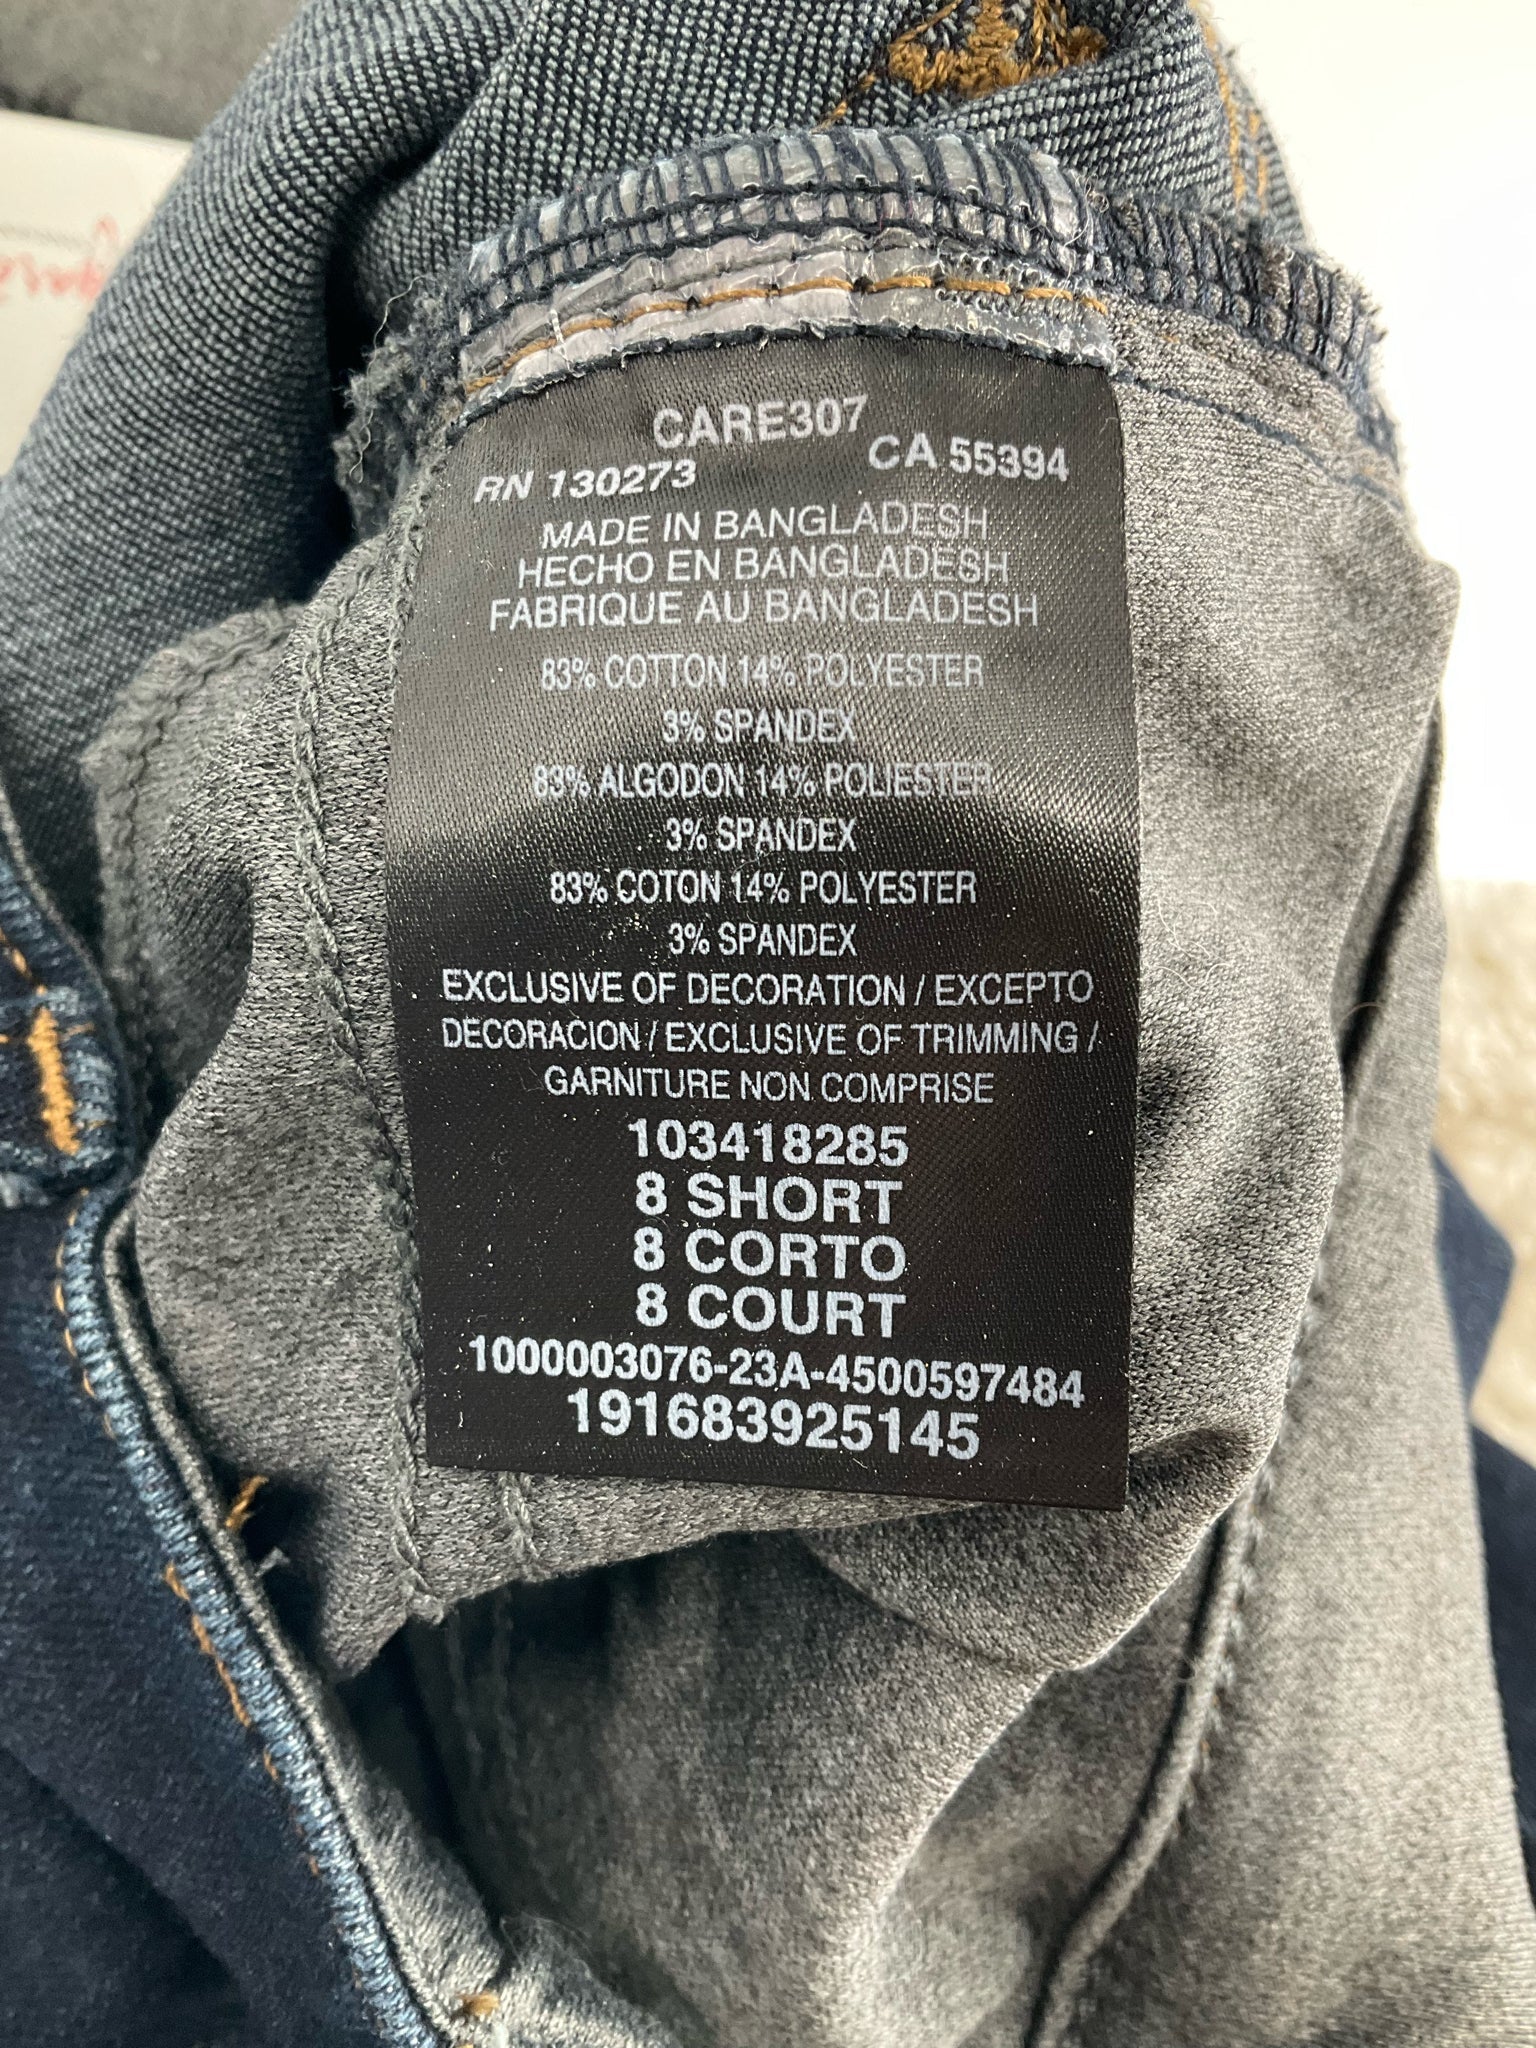 CARE307
RN 130273 CA 55394
MADE IN BANGLADESH
HECHO EN BANGLADESH
FABRIQUE AU BANGLADESH
83% COTTON 14% POLYESTER
3% SPANDEX
83% ALGODON 14% POLIESTER
3% SPANDEX
83% COTON 14% POLYESTER
3% SPANDEX
EXCLUSIVE OF DECORATION / EXCEPTO
DECORACION / EXCLUSIVE OF TRIMMING /
GARNITURE NON COMPRISE
103418285
8 SHORT
8 CORTO
8 COURT
1000003076-23A-4500597484
191683925145